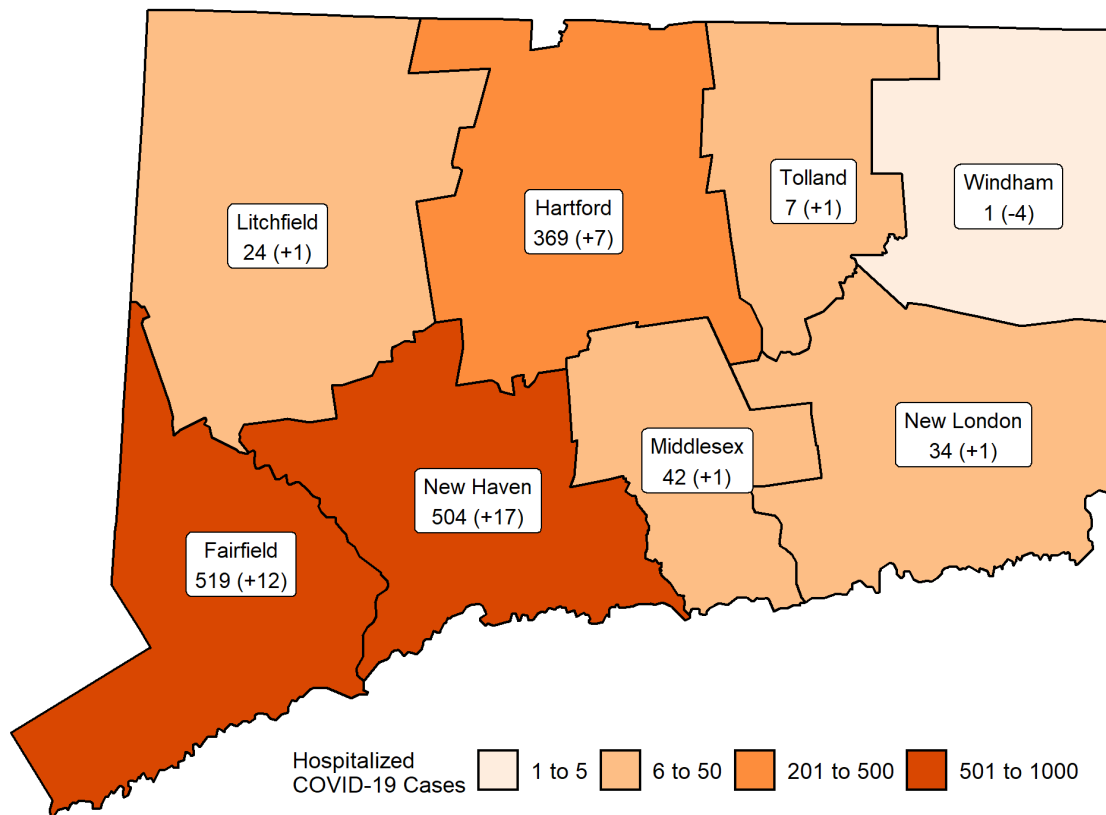 Tolland
7 (+1)
Windham
1 (-4)
Hartford
369 (+7)
Litchfield
24 (+1)
New London
34 (+1)
Middlesex
42 (+1)
New Haven
504 (+17)
Fairfield
519 (+12)
Hospitalized
COVID-19 Cases
1 to 5
6 to 50
201 to 500
501 to 1000